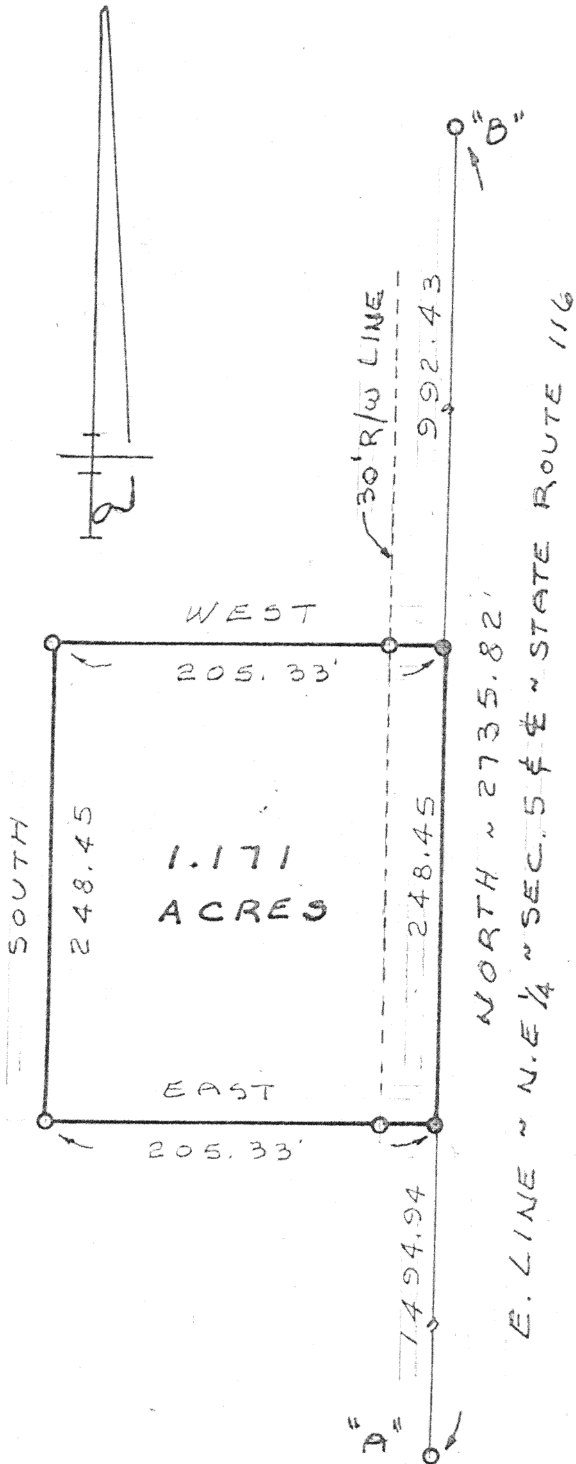 "B"
992.43
30' R/W LINE
WEST
205.33'
SOUTH
248.45
1.171
ACRES
248.45
EAST
205.33'
1494.94
"A"
NORTH ~ 2735.82'
E. LINE ~ N.E 1/4 ~ SEC. 5 & ℄ ~ STATE ROUTE 116